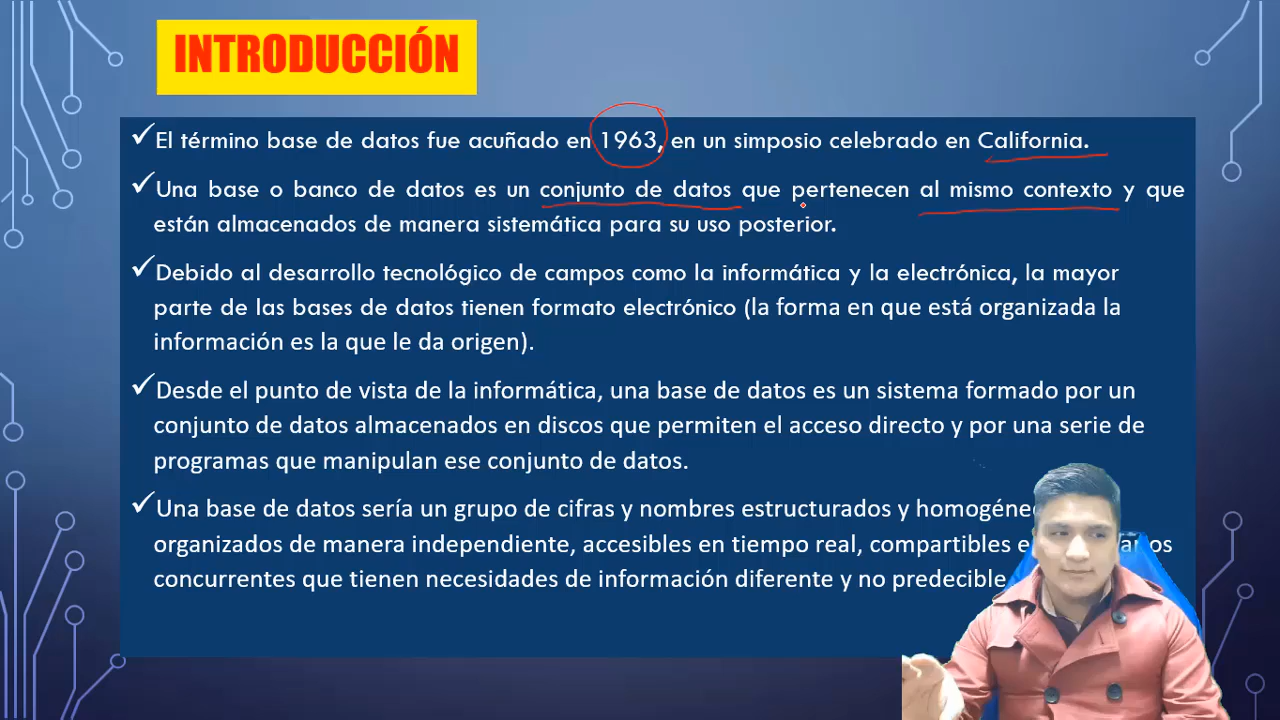 INTRODUCCIÓN
✓El término base de datos fue acuñado en 1963, en un simposio celebrado en California.
✓Una base o banco de datos es un conjunto de datos que pertenecen al mismo contexto y que
están almacenados de manera sistemática para su uso posterior.
✓Debido al desarrollo tecnológico de campos como la informática y la electrónica, la mayor
parte de las bases de datos tienen formato electrónico (la forma en que está organizada la
información es la que le da origen).
✓Desde el punto de vista de la informática, una base de datos es un sistema formado por un
conjunto de datos almacenados en discos que permiten el acceso directo y por una serie de
programas que manipulan ese conjunto de datos.
✓Una base de datos sería un grupo de cifras y nombres estructurados y
organizados de manera independiente, accesibles en tiempo real, compartibles
concurrentes que tienen necesidades de información diferente y no predecible